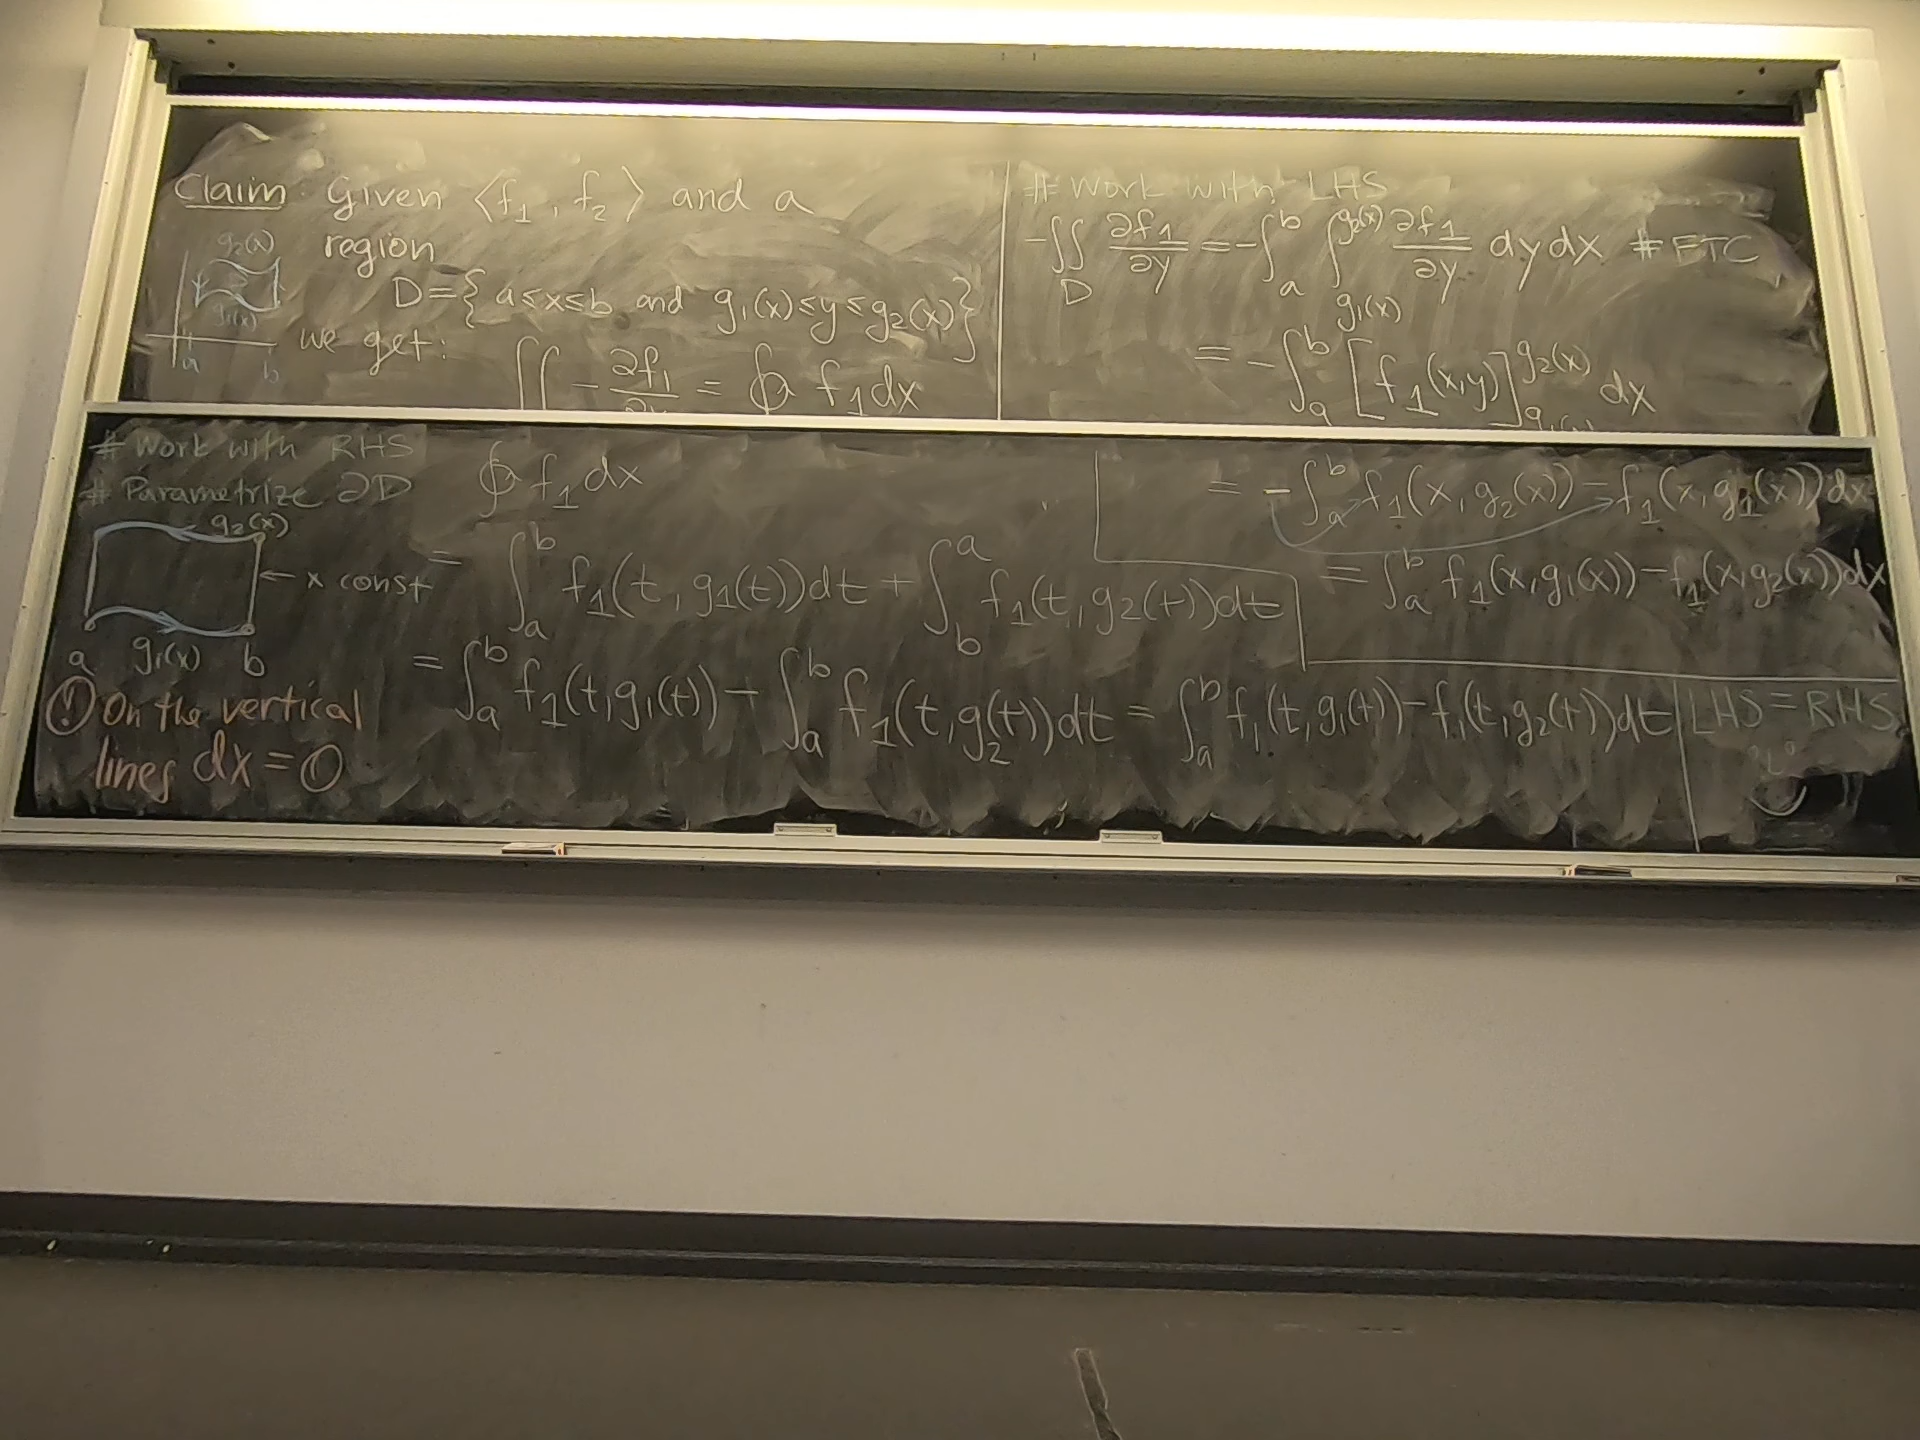 Claim: Given ⟨f₁, f₂⟩ and a
region
g₂(x)
g₁(x)
a b
D={ a≤x≤b and g₁(x)≤y≤g₂(x)}
we get:
∬ -∂f₁/∂y = ∮ f₁dx
# Work with LHS
-∬_D ∂f₁/∂y = -∫_a^b ∫_{g₁(x)}^{g₂(x)} ∂f₁/∂y dydx # FTC
= -∫_a^b [f₁(x,y)]_{g₁(x)}^{g₂(x)} dx
= -∫_a^b f₁(x, g₂(x)) - f₁(x, g₁(x))dx
= ∫_a^b f₁(x,g₁(x)) - f₁(x,g₂(x))dx
# Work with RHS
# Parametrize ∂D
g₂(x)
← x const
a g₁(x) b
! On the vertical
lines dx=0
∮ f₁dx
= ∫_a^b f₁(t, g₁(t))dt + ∫_b^a f₁(t, g₂(t))dt
= ∫_a^b f₁(t,g₁(t)) - ∫_a^b f₁(t,g₂(t))dt = ∫_a^b f₁(t,g₁(t)) - f₁(t,g₂(t))dt
LHS=RHS